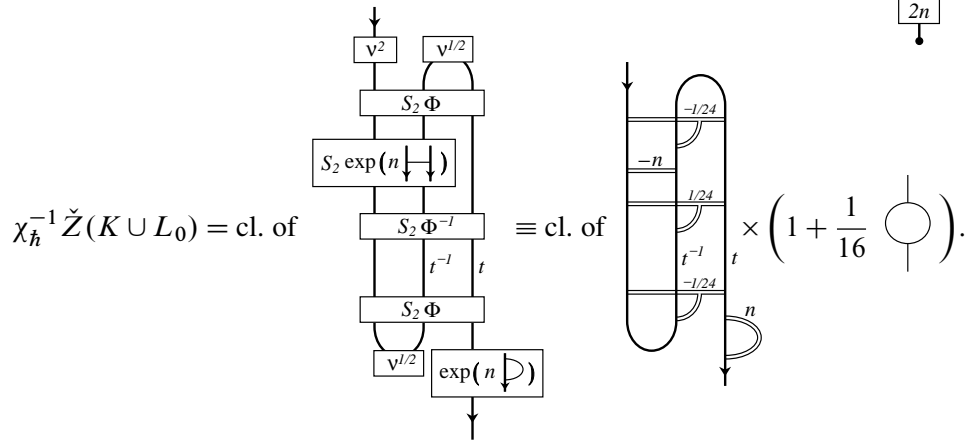 2n
ν² ν^{1/2}
S₂ Φ
S₂ exp( n )
χ_ħ^{-1} Ž(K ∪ L₀) = cl. of
S₂ Φ^{-1}
t^{-1} t
S₂ Φ
ν^{1/2}
exp( n )
≡ cl. of
−1/24
−n
1/24
t^{-1} t
−1/24
n
× ( 1 + 1/16 ).